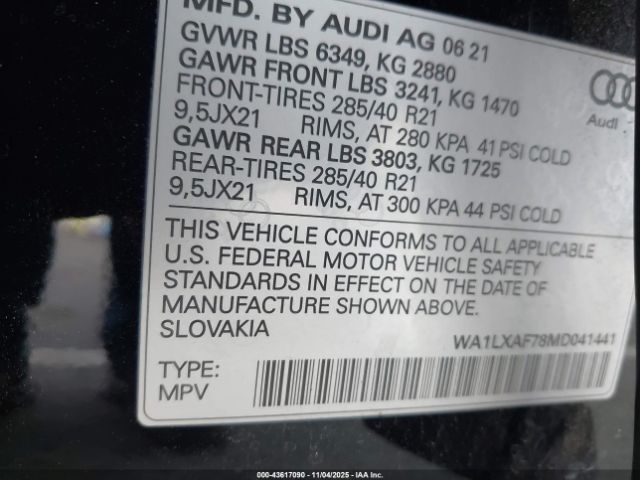 MFD. BY AUDI AG 06 21
GVWR LBS 6349, KG 2880
GAWR FRONT LBS 3241, KG 1470
FRONT-TIRES 285/40 R21
9,5JX21 RIMS, AT 280 KPA 41 PSI COLD
GAWR REAR LBS 3803, KG 1725
REAR-TIRES 285/40 R21
9,5JX21 RIMS, AT 300 KPA 44 PSI COLD
Audi
THIS VEHICLE CONFORMS TO ALL APPLICABLE
U.S. FEDERAL MOTOR VEHICLE SAFETY
STANDARDS IN EFFECT ON THE DATE OF
MANUFACTURE SHOWN ABOVE.
SLOVAKIA
WA1LXAF78MD041441
TYPE:
MPV
000-43617090 - 11/04/2025 - IAAI, Inc.